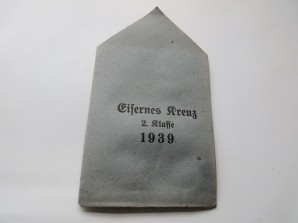 Eisernes Kreuz
2. Klasse
1939